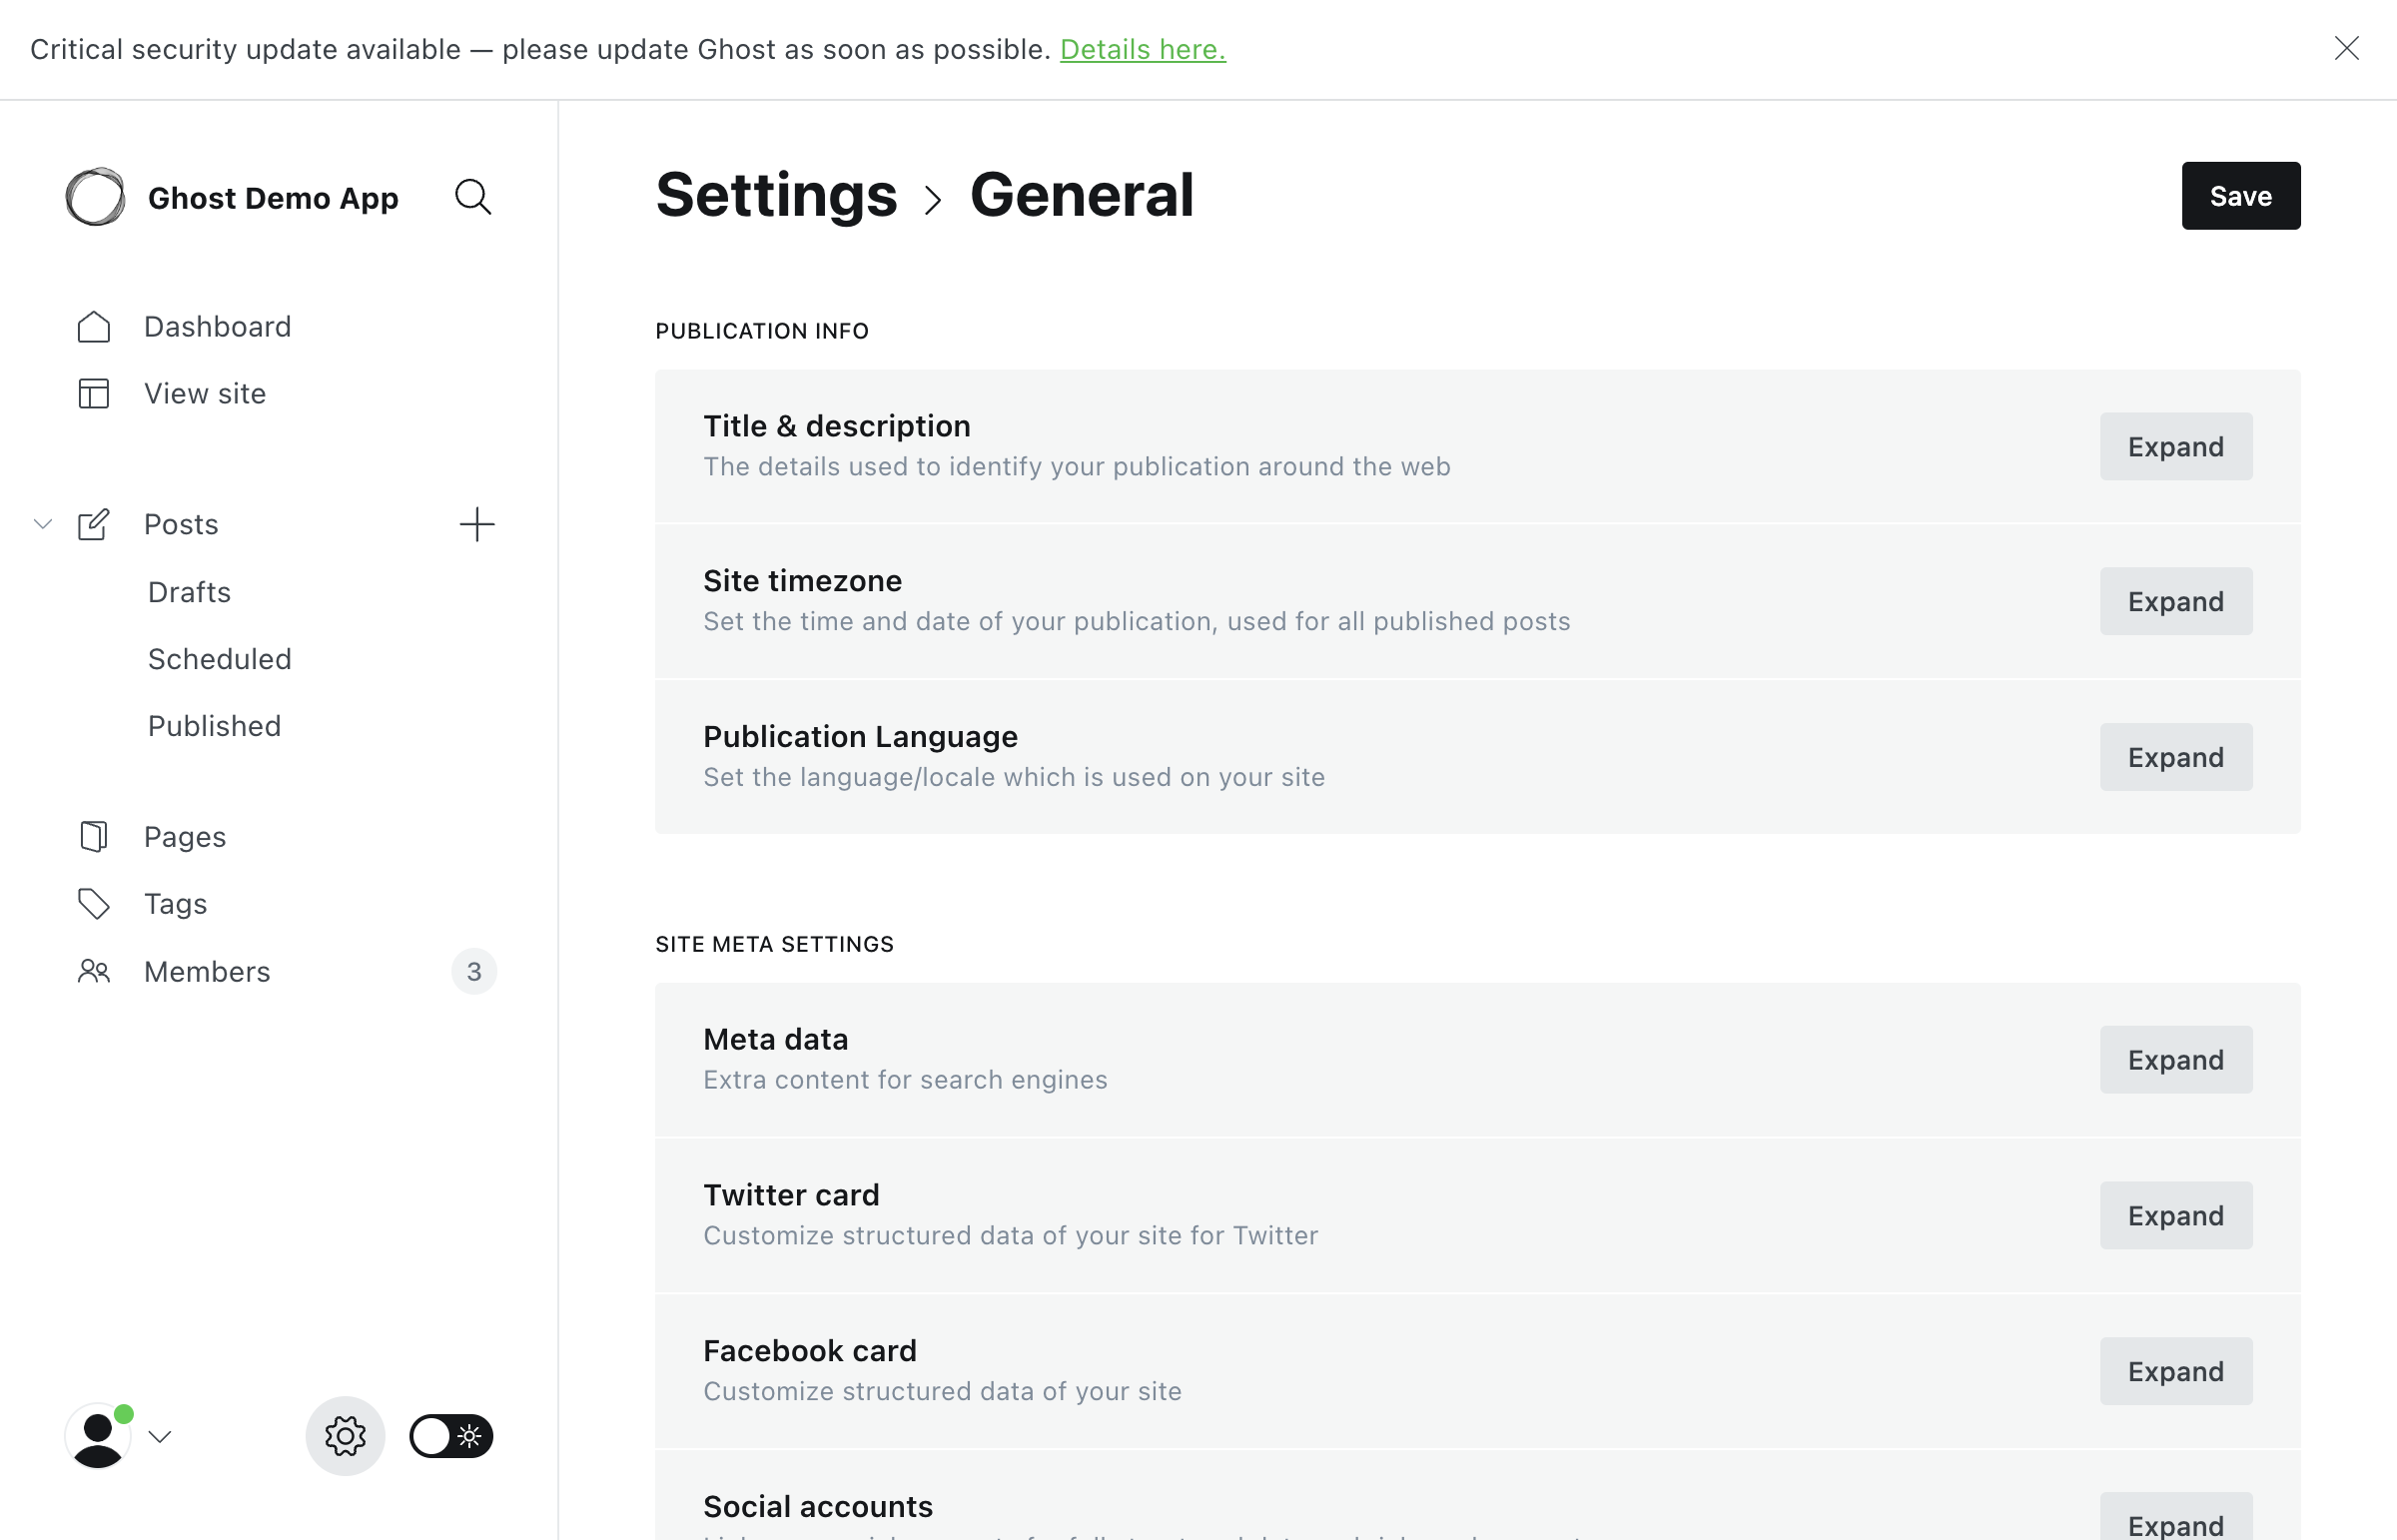 Critical security update available — please update Ghost as soon as possible. Details here.
Ghost Demo App
Dashboard
View site
Posts
Drafts
Scheduled
Published
Pages
Tags
Members 3
Settings > General
Save
PUBLICATION INFO
Title & description
The details used to identify your publication around the web
Expand
Site timezone
Set the time and date of your publication, used for all published posts
Expand
Publication Language
Set the language/locale which is used on your site
Expand
SITE META SETTINGS
Meta data
Extra content for search engines
Expand
Twitter card
Customize structured data of your site for Twitter
Expand
Facebook card
Customize structured data of your site
Expand
Social accounts
Expand